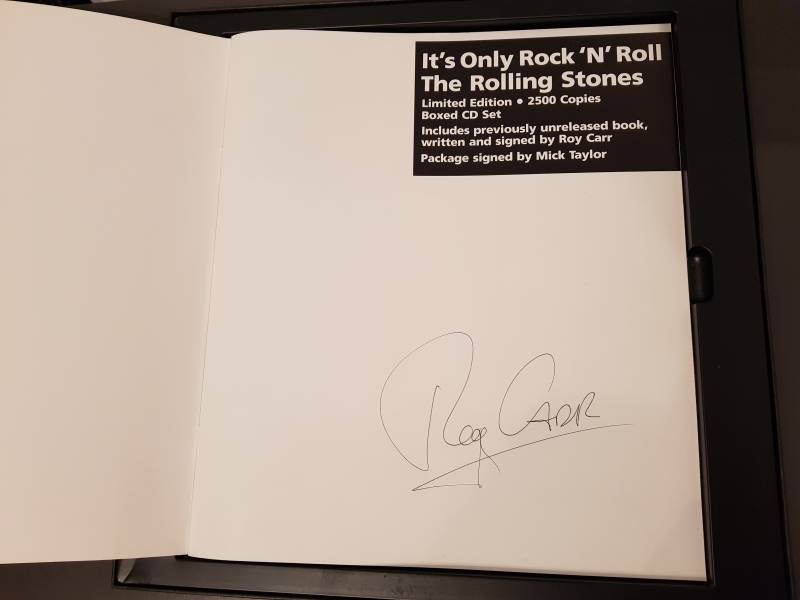 It's Only Rock 'N' Roll
The Rolling Stones
Limited Edition • 2500 Copies
Boxed CD Set
Includes previously unreleased book,
written and signed by Roy Carr
Package signed by Mick Taylor
Roy CARR